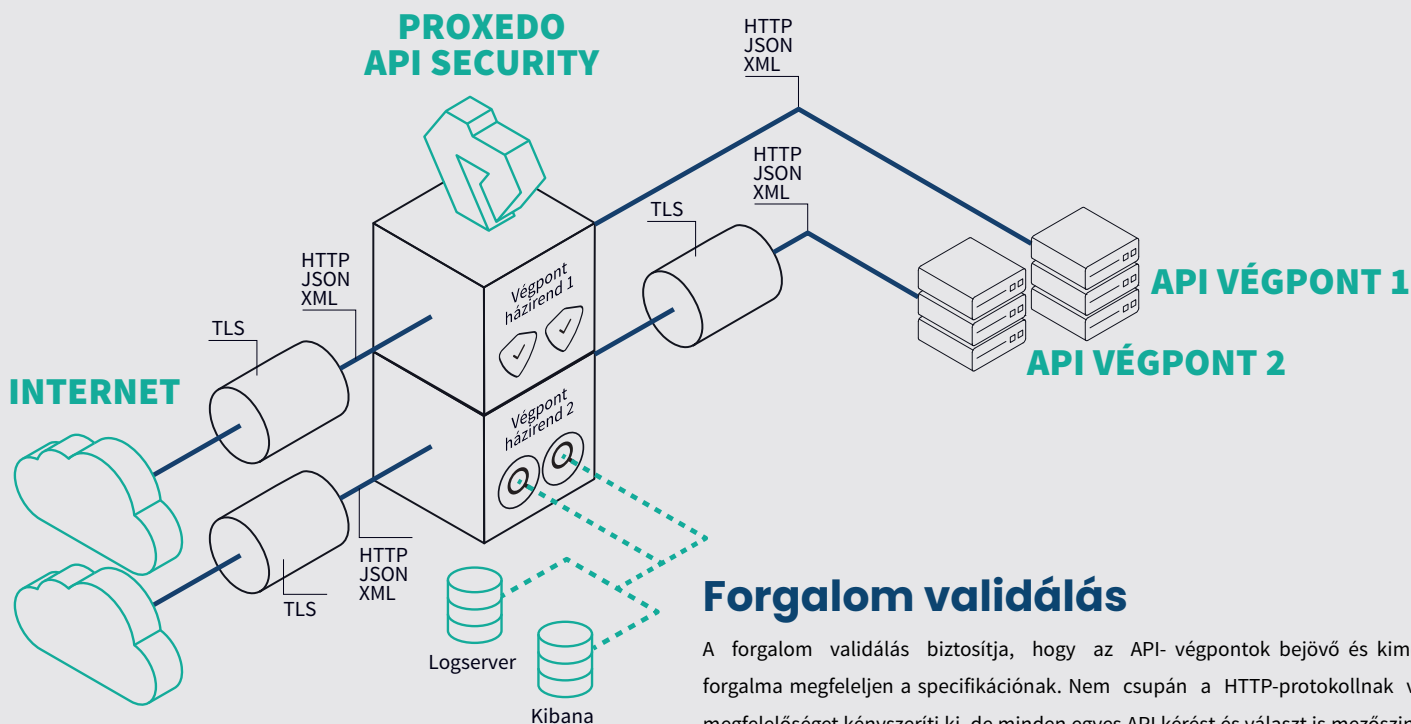 PROXEDO
API SECURITY
HTTP
JSON
XML
HTTP
JSON
XML
TLS
HTTP
JSON
XML
TLS
INTERNET
Végpont
házirend 1
Végpont
házirend 2
API VÉGPONT 1
API VÉGPONT 2
HTTP
JSON
XML
TLS
Logserver
Kibana
Forgalom validálás
A forgalom validálás biztosítja, hogy az API- végpontok bejövő és kim
forgalma megfeleljen a specifikációnak. Nem csupán a HTTP-protokollnak v